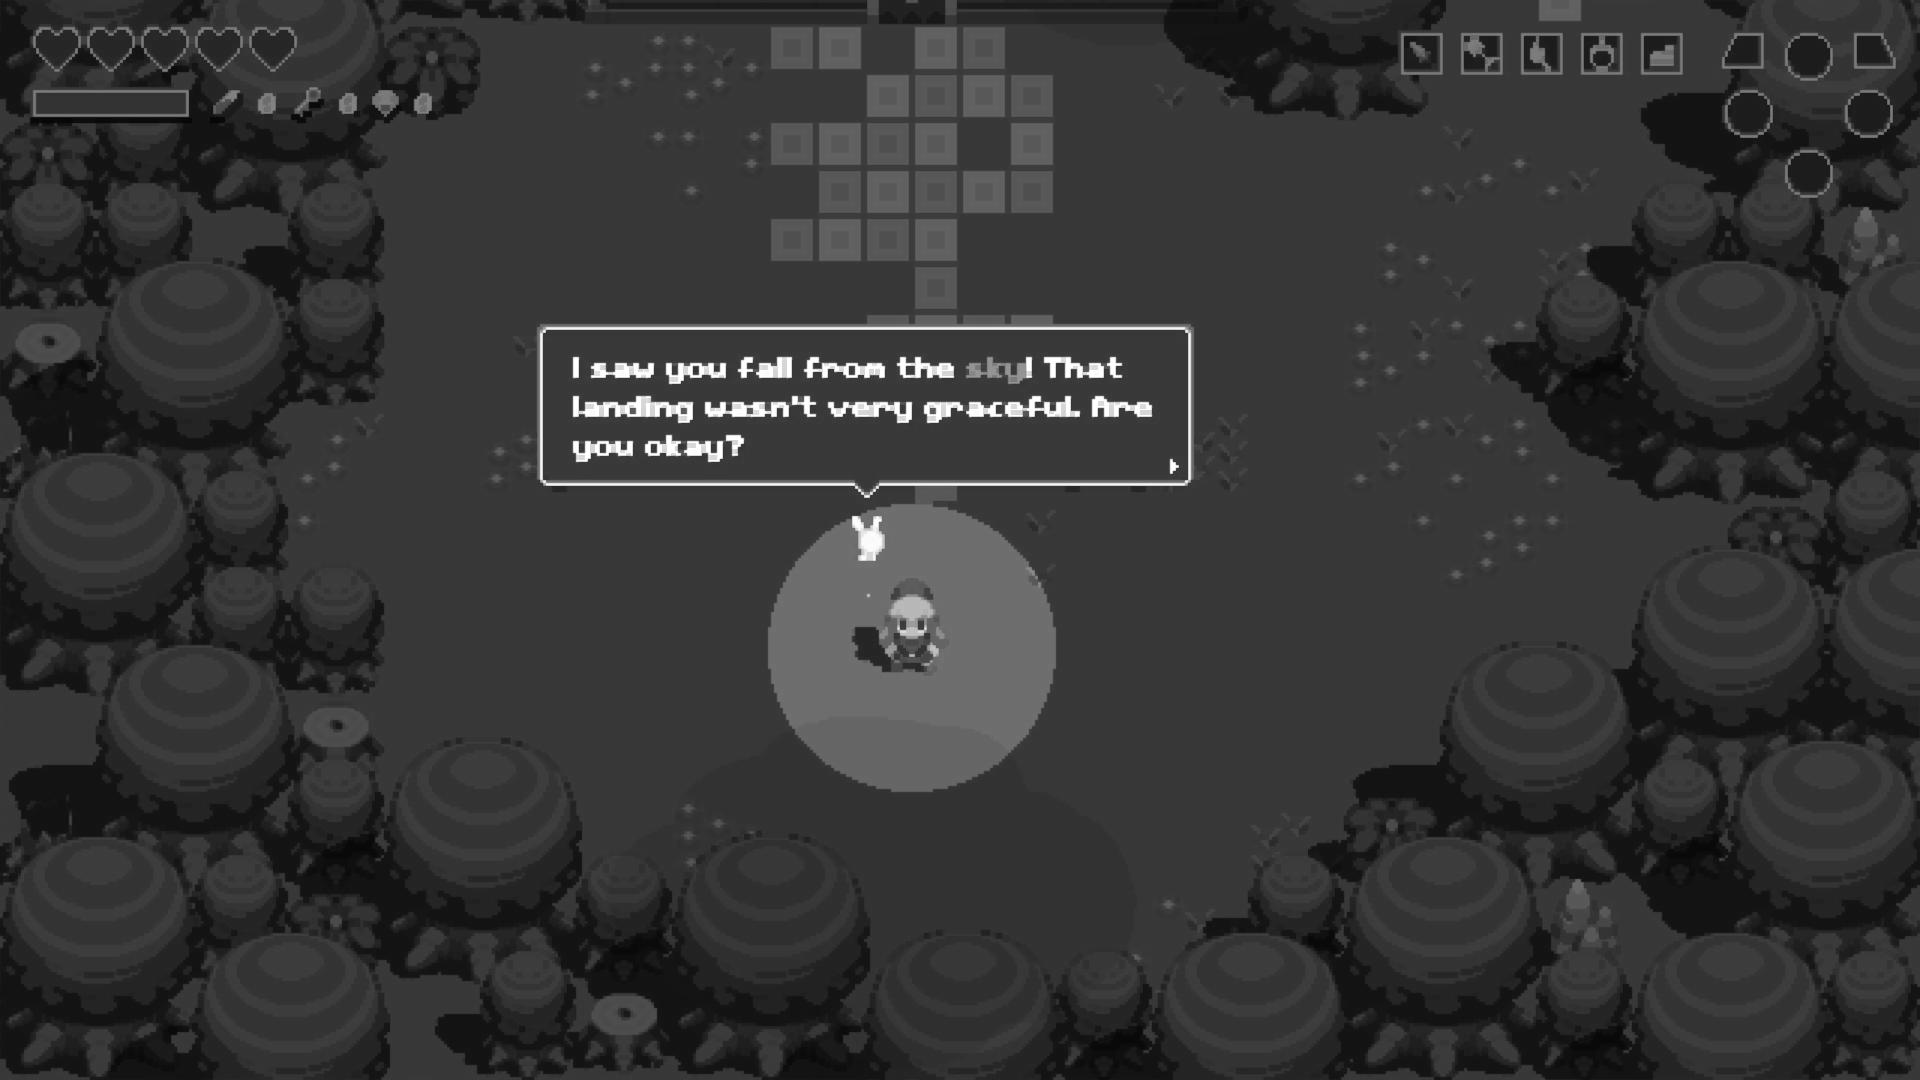 I saw you fall from the sky! That
landing wasn't very graceful. Are
you okay?